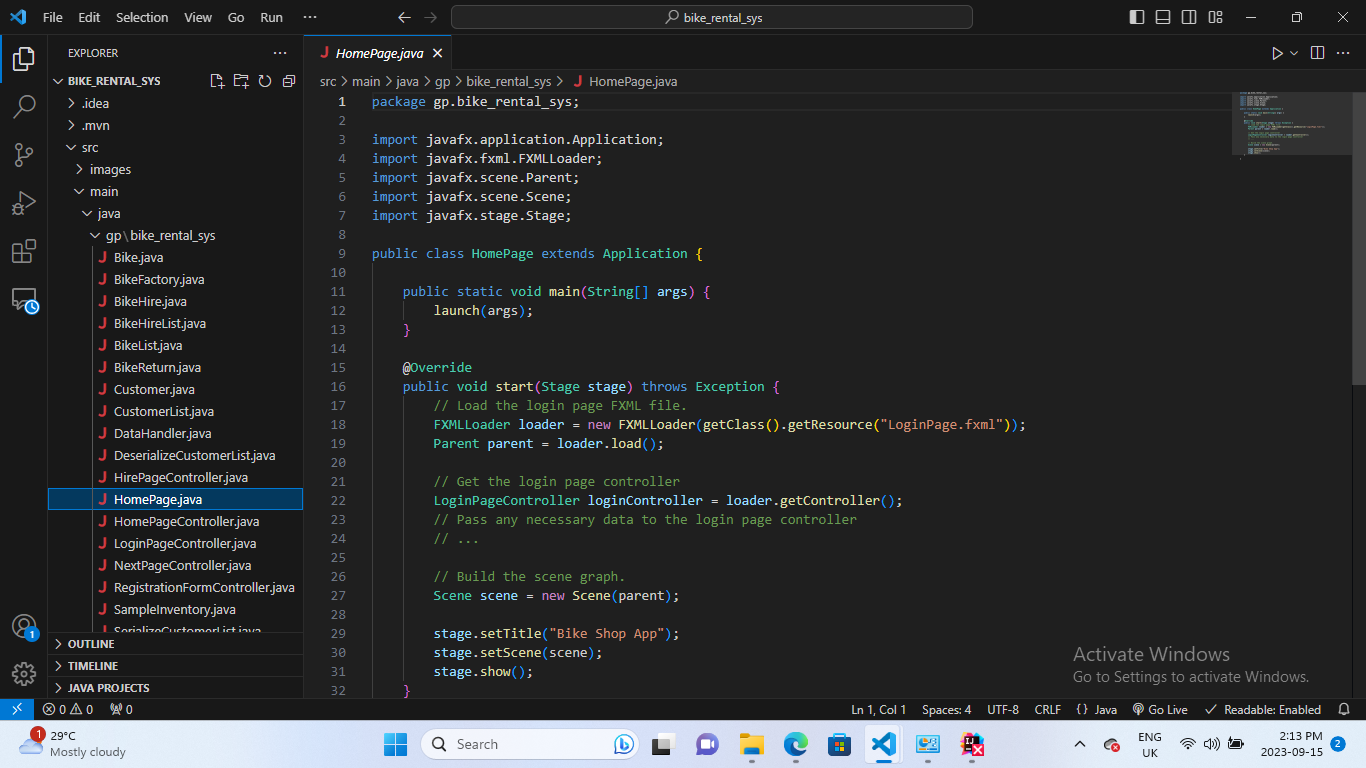 File Edit Selection View Go Run ···
bike_rental_sys
EXPLORER
BIKE_RENTAL_SYS
.idea
.mvn
src
images
main
java
gp\bike_rental_sys
Bike.java
BikeFactory.java
BikeHire.java
BikeHireList.java
BikeList.java
BikeReturn.java
Customer.java
CustomerList.java
DataHandler.java
DeserializeCustomerList.java
HirePageController.java
HomePage.java
HomePageController.java
LoginPageController.java
NextPageController.java
RegistrationFormController.java
SampleInventory.java
SerializeCustomerList.java
OUTLINE
TIMELINE
JAVA PROJECTS
1
HomePage.java
src > main > java > gp > bike_rental_sys > HomePage.java
1 package gp.bike_rental_sys;
2
3 import javafx.application.Application;
4 import javafx.fxml.FXMLLoader;
5 import javafx.scene.Parent;
6 import javafx.scene.Scene;
7 import javafx.stage.Stage;
8
9 public class HomePage extends Application {
10
11 public static void main(String[] args) {
12 launch(args);
13 }
14
15 @Override
16 public void start(Stage stage) throws Exception {
17 // Load the login page FXML file.
18 FXMLLoader loader = new FXMLLoader(getClass().getResource("LoginPage.fxml"));
19 Parent parent = loader.load();
20
21 // Get the login page controller
22 LoginPageController loginController = loader.getController();
23 // Pass any necessary data to the login page controller
24 // ...
25
26 // Build the scene graph.
27 Scene scene = new Scene(parent);
28
29 stage.setTitle("Bike Shop App");
30 stage.setScene(scene);
31 stage.show();
32 }
Activate Windows
Go to Settings to activate Windows.
0 0 0
Ln 1, Col 1 Spaces: 4 UTF-8 CRLF {} Java Go Live Readable: Enabled
1
29°C
Mostly cloudy
Search
ENG
UK
2:13 PM
2023-09-15
2